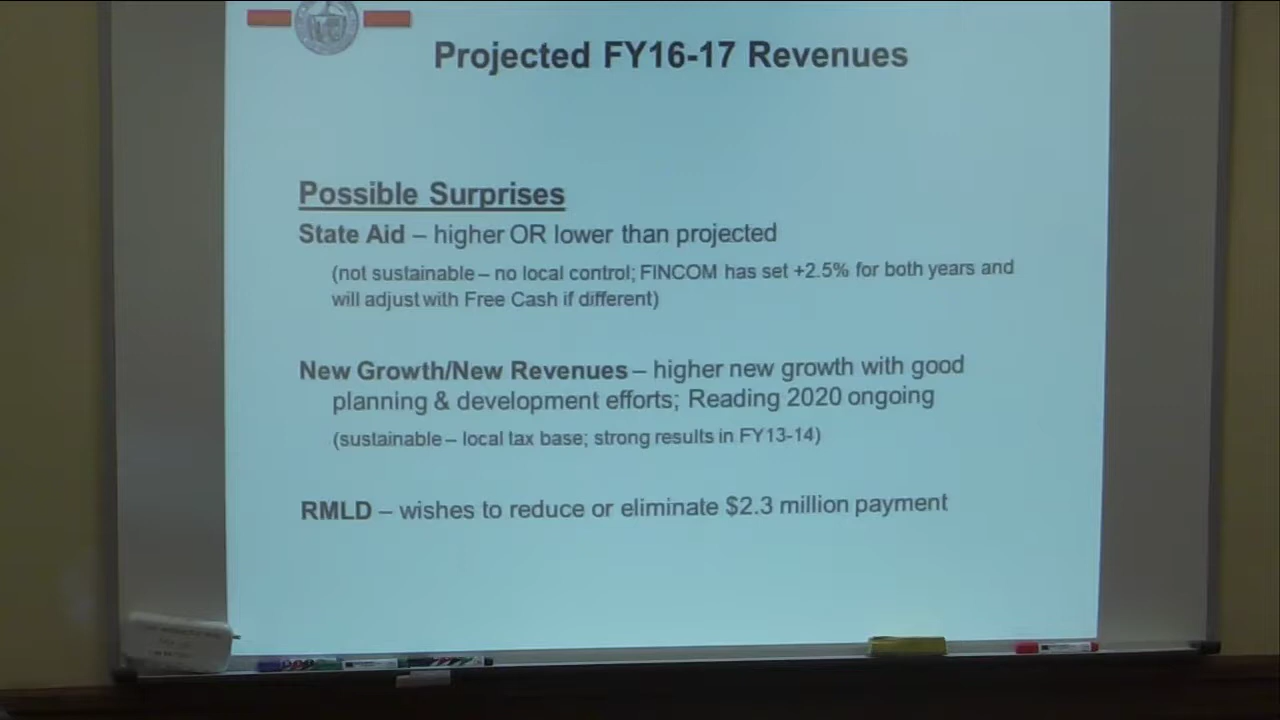 Projected FY16-17 Revenues
Possible Surprises
State Aid – higher OR lower than projected
(not sustainable – no local control; FINCOM has set +2.5% for both years and
will adjust with Free Cash if different)
New Growth/New Revenues – higher new growth with good
planning & development efforts; Reading 2020 ongoing
(sustainable – local tax base; strong results in FY13-14)
RMLD – wishes to reduce or eliminate $2.3 million payment